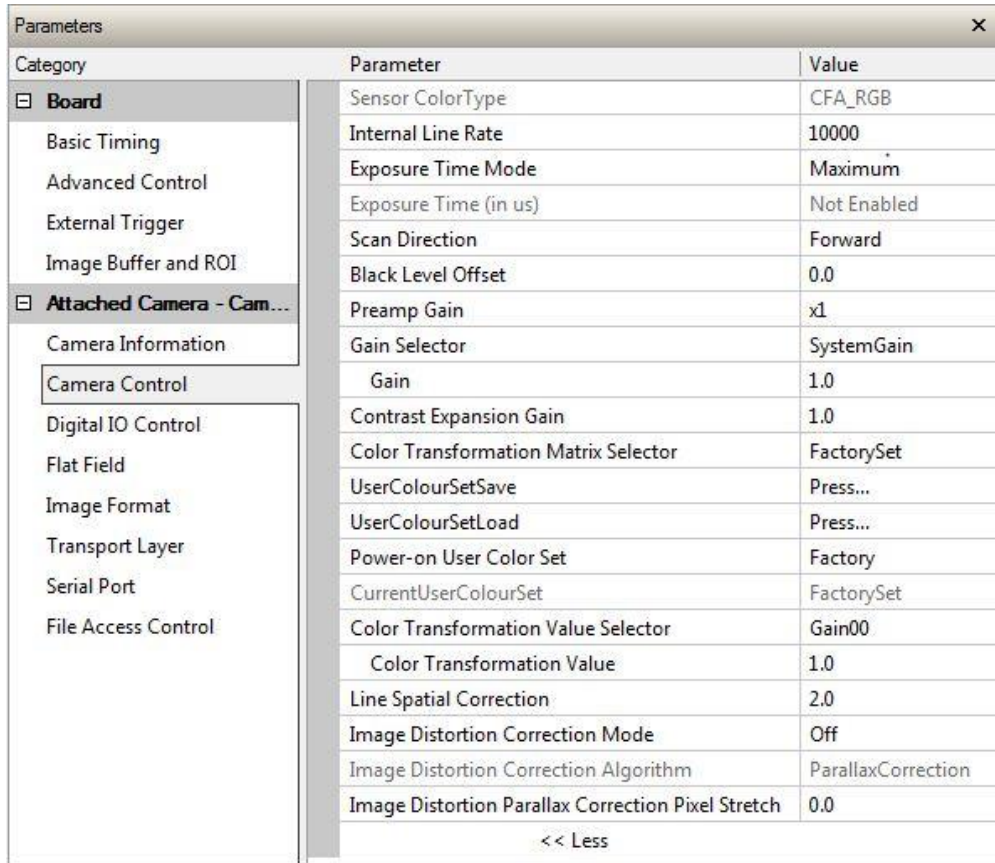 Parameters
Category
Board
Basic Timing
Advanced Control
External Trigger
Image Buffer and ROI
Attached Camera - Cam...
Camera Information
Camera Control
Digital IO Control
Flat Field
Image Format
Transport Layer
Serial Port
File Access Control
Parameter Value
Sensor ColorType CFA_RGB
Internal Line Rate 10000
Exposure Time Mode Maximum
Exposure Time (in us) Not Enabled
Scan Direction Forward
Black Level Offset 0.0
Preamp Gain x1
Gain Selector SystemGain
Gain 1.0
Contrast Expansion Gain 1.0
Color Transformation Matrix Selector FactorySet
UserColourSetSave Press...
UserColourSetLoad Press...
Power-on User Color Set Factory
CurrentUserColourSet FactorySet
Color Transformation Value Selector Gain00
Color Transformation Value 1.0
Line Spatial Correction 2.0
Image Distortion Correction Mode Off
Image Distortion Correction Algorithm ParallaxCorrection
Image Distortion Parallax Correction Pixel Stretch 0.0
<< Less